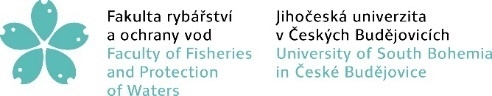 Fakulta rybářství
a ochrany vod
Faculty of Fisheries
and Protection
of Waters
Jihočeská univerzita
v Českých Budějovicích
University of South Bohemia
in České Budějovice